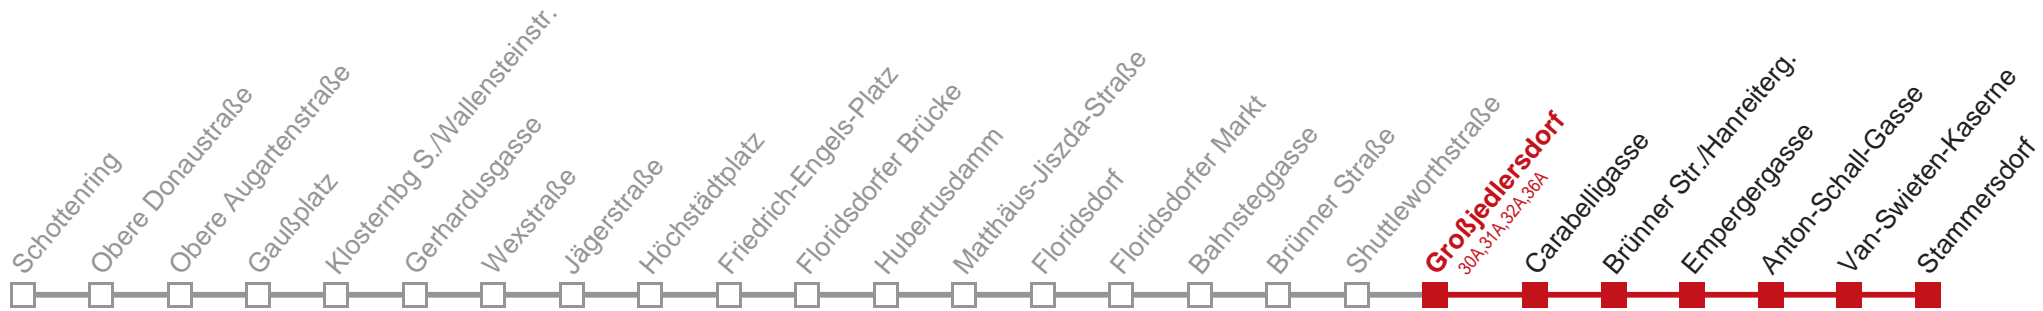 Schottenring
Obere Donaustraße
Obere Augartenstraße
Gaußplatz
Klosternbg S./Wallensteinstr.
Gerhardusgasse
Wexstraße
Jägerstraße
Höchstädtplatz
Friedrich-Engels-Platz
Floridsdorfer Brücke
Hubertusdamm
Matthäus-Jiszda-Straße
Floridsdorf
Floridsdorfer Markt
Bahnsteggasse
Brünner Straße
Shuttleworthstraße
Großjedlersdorf
30A,31A,32A,36A
Carabelligasse
Brünner Str./Hanreiterg.
Empergergasse
Anton-Schall-Gasse
Van-Swieten-Kaserne
Stammersdorf